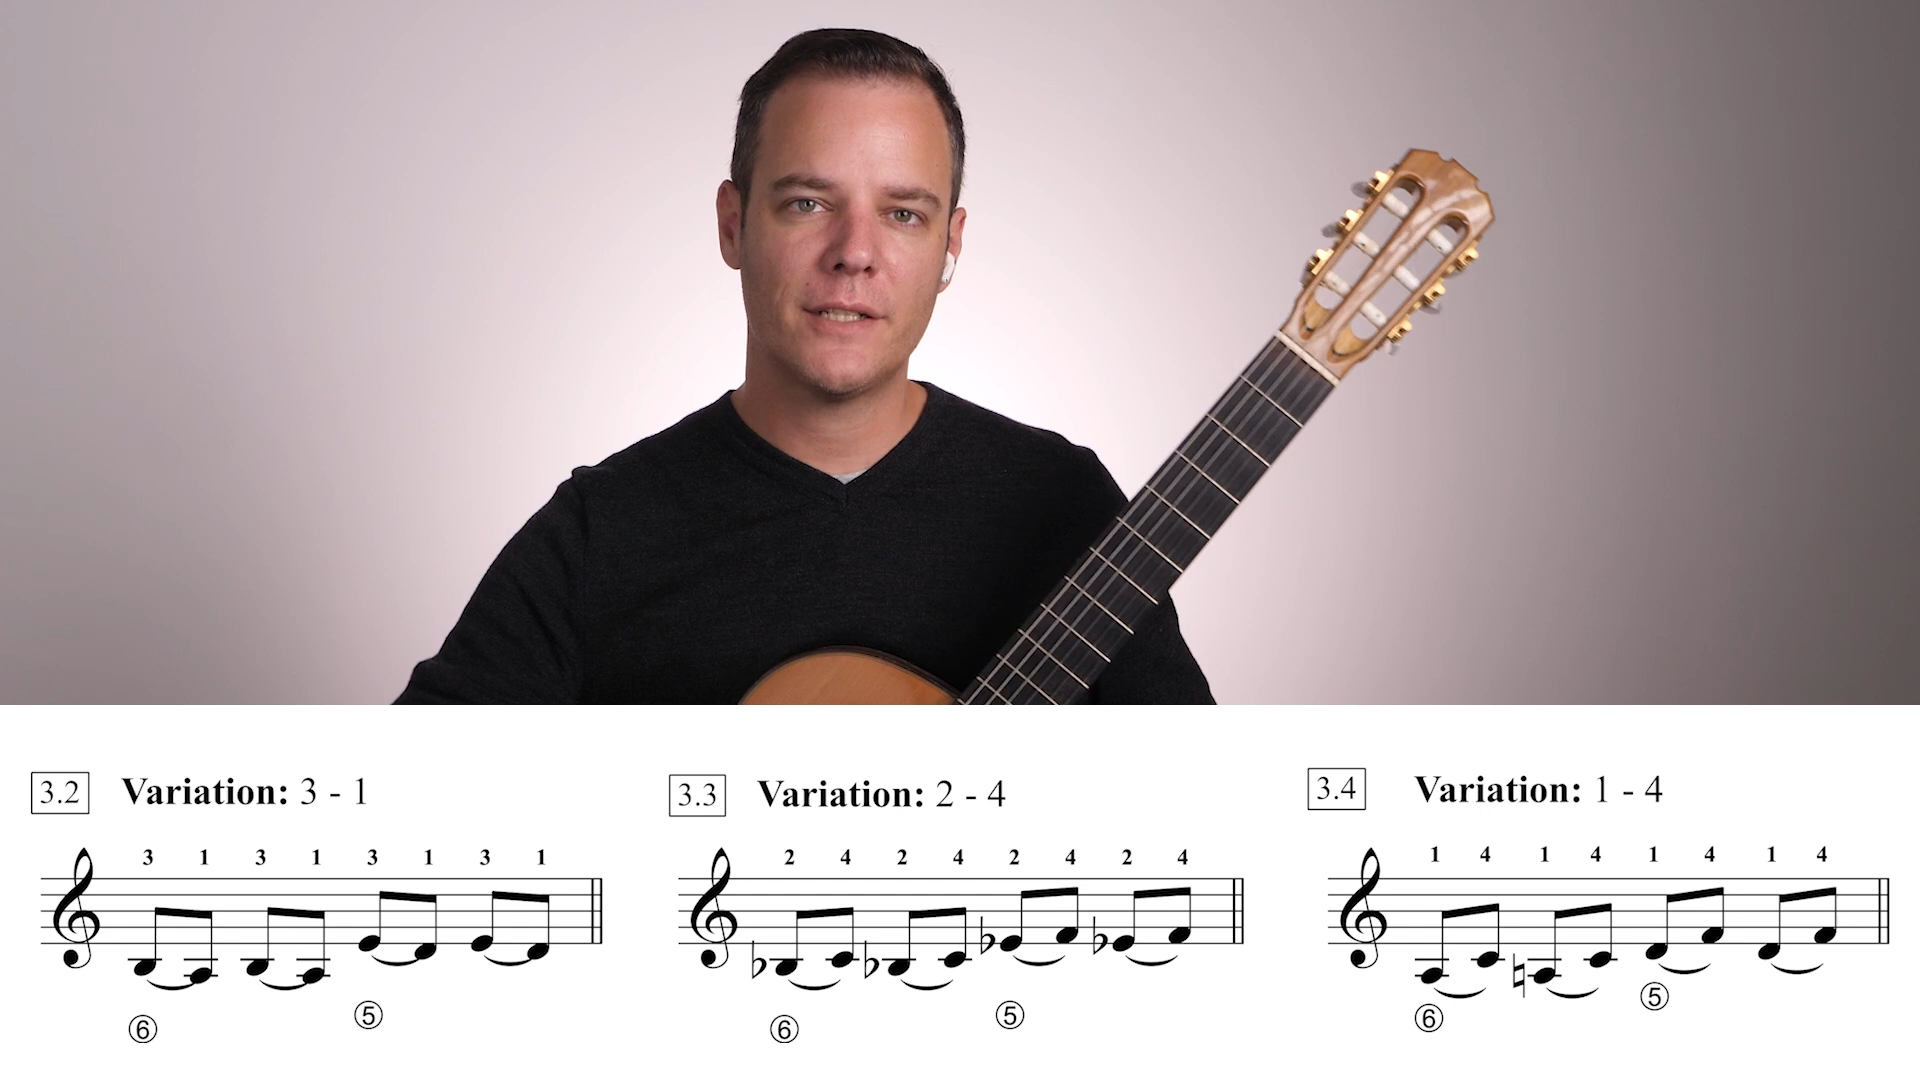 3.2 Variation: 3 - 1
3 1 3 1 3 1 3 1
⑥ ⑤
3.3 Variation: 2 - 4
2 4 2 4 2 4 2 4
⑥ ⑤
3.4 Variation: 1 - 4
1 4 1 4 1 4 1 4
⑥ ⑤